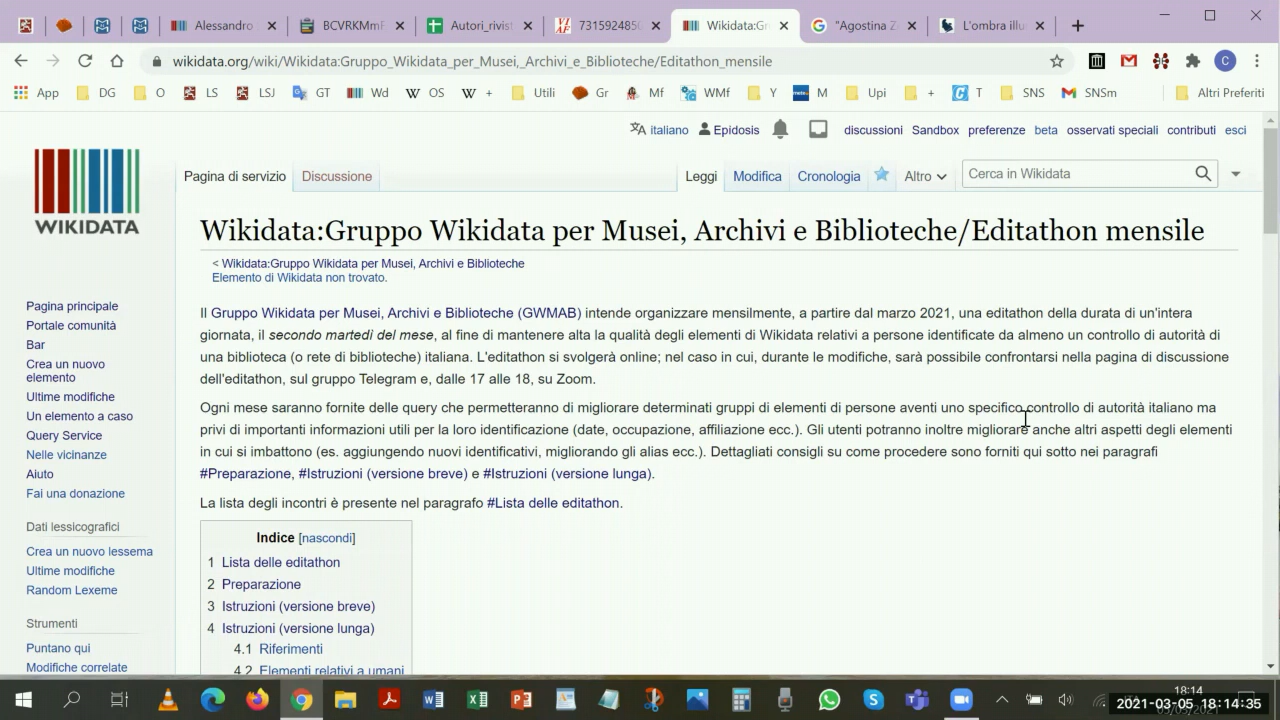 Alessandro
BCVRKMmF
Autori_rivist
7315924856
Wikidata:Gr
"Agostina Z
L'ombra illu
wikidata.org/wiki/Wikidata:Gruppo_Wikidata_per_Musei,_Archivi_e_Biblioteche/Editathon_mensile
C
App DG O LS LSJ GT Wd OS + Utili Gr Mf WMf Y M Upi + T SNS SNSm Altri Preferiti
italiano Epidosis discussioni Sandbox preferenze beta osservati speciali contributi esci
WIKIDATA
Pagina di servizio Discussione Leggi Modifica Cronologia Altro Cerca in Wikidata
Wikidata:Gruppo Wikidata per Musei, Archivi e Biblioteche/Editathon mensile
< Wikidata:Gruppo Wikidata per Musei, Archivi e Biblioteche
Elemento di Wikidata non trovato.
Il Gruppo Wikidata per Musei, Archivi e Biblioteche (GWMAB) intende organizzare mensilmente, a partire dal marzo 2021, una editathon della durata di un'intera
giornata, il secondo martedì del mese, al fine di mantenere alta la qualità degli elementi di Wikidata relativi a persone identificate da almeno un controllo di autorità di
una biblioteca (o rete di biblioteche) italiana. L'editathon si svolgerà online; nel caso in cui, durante le modifiche, sarà possibile confrontarsi nella pagina di discussione
dell'editathon, sul gruppo Telegram e, dalle 17 alle 18, su Zoom.
Ogni mese saranno fornite delle query che permetteranno di migliorare determinati gruppi di elementi di persone aventi uno specifico controllo di autorità italiano ma
privi di importanti informazioni utili per la loro identificazione (date, occupazione, affiliazione ecc.). Gli utenti potranno inoltre migliorare anche altri aspetti degli elementi
in cui si imbattono (es. aggiungendo nuovi identificativi, migliorando gli alias ecc.). Dettagliati consigli su come procedere sono forniti qui sotto nei paragrafi
#Preparazione, #Istruzioni (versione breve) e #Istruzioni (versione lunga).
La lista degli incontri è presente nel paragrafo #Lista delle editathon.
Indice [nascondi]
1 Lista delle editathon
2 Preparazione
3 Istruzioni (versione breve)
4 Istruzioni (versione lunga)
4.1 Riferimenti
4.2 Elementi relativi a umani
Pagina principale
Portale comunità
Bar
Crea un nuovo
elemento
Ultime modifiche
Un elemento a caso
Query Service
Nelle vicinanze
Aiuto
Fai una donazione
Dati lessicografici
Crea un nuovo lessema
Ultime modifiche
Random Lexeme
Strumenti
Puntano qui
Modifiche correlate
18:14
2021-03-05 18:14:35